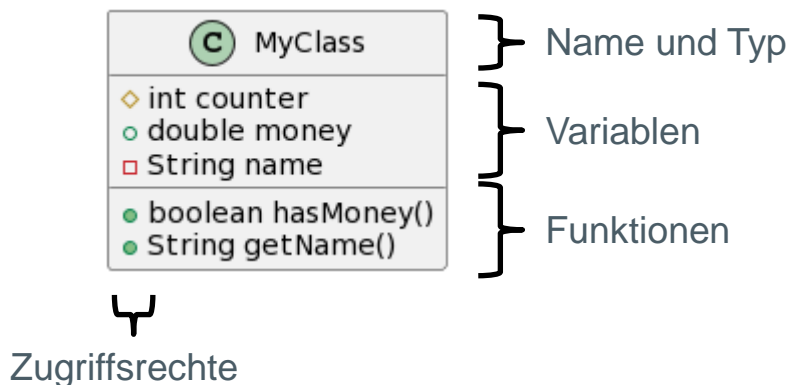 C MyClass
Name und Typ
int counter
double money
String name
Variablen
boolean hasMoney()
String getName()
Funktionen
Zugriffsrechte